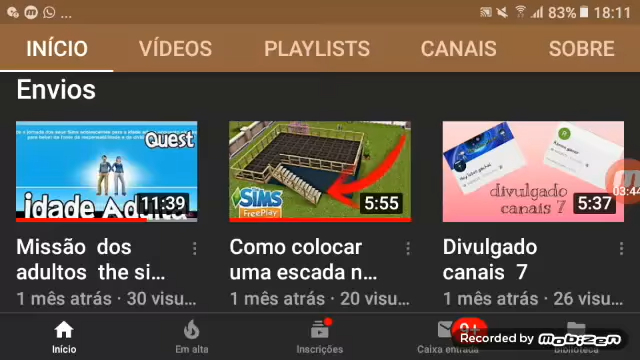 83% 18:11
INÍCIO VÍDEOS PLAYLISTS CANAIS SOBRE
Envios
Quest
idade Adulta
11:39
SIMS
FreePlay
5:55
divulgado
canais 7
5:37
03:44
Missão dos
adultos the si...
1 mês atrás · 30 visu...
Como colocar
uma escada n...
1 mês atrás · 20 visu...
Divulgado
canais 7
1 mês atrás · 26 visu...
9+
Início Em alta Inscrições Caixa entrada Biblioteca
Recorded by MOBIZEN